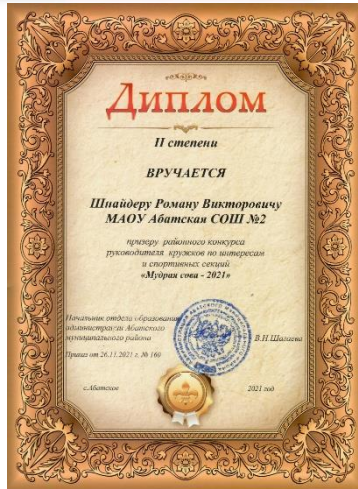 Диплом
II степени
ВРУЧАЕТСЯ
Шнайдеру Роману Викторовичу
МАОУ Абатская СОШ №2
призеру районного конкурса
руководителя кружков по интересам
и спортивных секций
«Мудрая сова - 2021»
Начальник отдела образования
администрации Абатского
муниципального района
В.Н.
Приказ от 26.11.2021 г. № 160
с.Абатское
2021 год